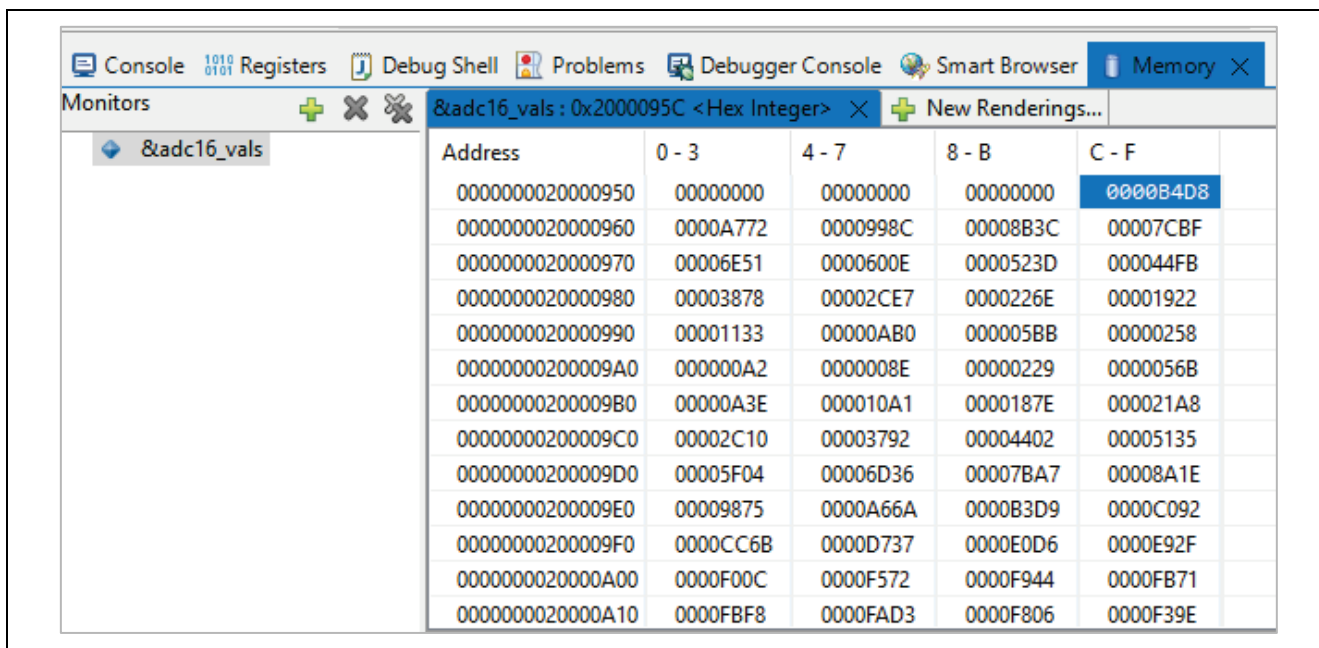 Console Registers Debug Shell Problems Debugger Console Smart Browser Memory
Monitors &adc16_vals : 0x2000095C <Hex Integer> New Renderings...
&adc16_vals Address 0 - 3 4 - 7 8 - B C - F
0000000020000950 00000000 00000000 00000000 0000B4D8
0000000020000960 0000A772 0000998C 00008B3C 00007CBF
0000000020000970 00006E51 0000600E 0000523D 000044FB
0000000020000980 00003878 00002CE7 0000226E 00001922
0000000020000990 00001133 00000AB0 000005BB 00000258
00000000200009A0 000000A2 0000008E 00000229 0000056B
00000000200009B0 00000A3E 000010A1 0000187E 000021A8
00000000200009C0 00002C10 00003792 00004402 00005135
00000000200009D0 00005F04 00006D36 00007BA7 00008A1E
00000000200009E0 00009875 0000A66A 0000B3D9 0000C092
00000000200009F0 0000CC6B 0000D737 0000E0D6 0000E92F
0000000020000A00 0000F00C 0000F572 0000F944 0000FB71
0000000020000A10 0000FBF8 0000FAD3 0000F806 0000F39E